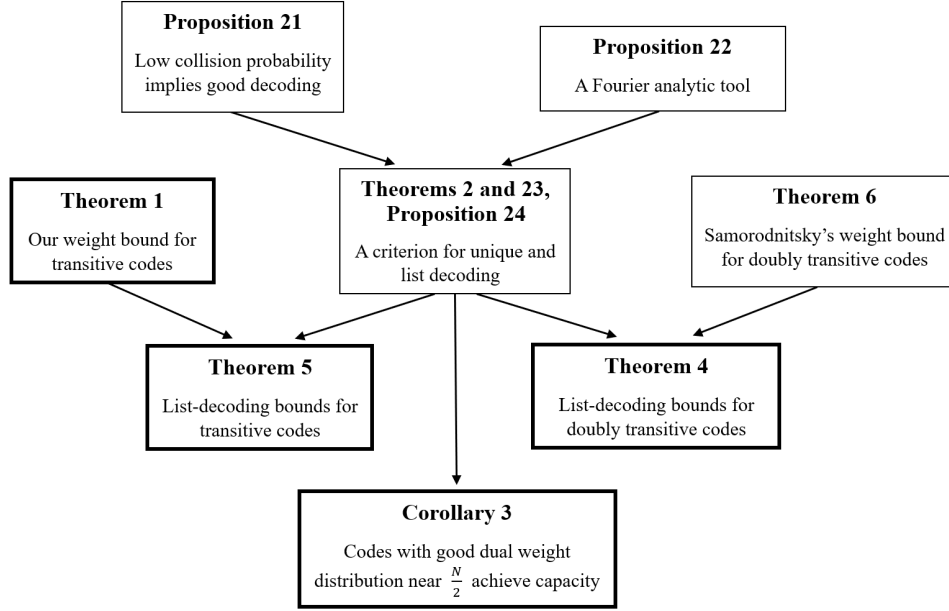 Proposition 21
Low collision probability
implies good decoding
Proposition 22
A Fourier analytic tool
Theorem 1
Our weight bound for
transitive codes
Theorems 2 and 23,
Proposition 24
A criterion for unique and
list decoding
Theorem 6
Samorodnitsky's weight bound
for doubly transitive codes
Theorem 5
List-decoding bounds for
transitive codes
Theorem 4
List-decoding bounds for
doubly transitive codes
Corollary 3
Codes with good dual weight
distribution near N/2 achieve capacity